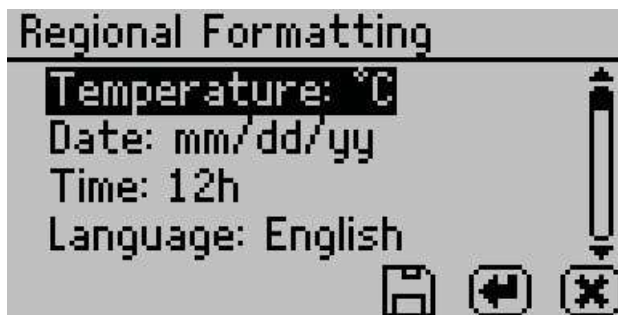 Regional Formatting
Temperature: °C
Date: mm/dd/yy
Time: 12h
Language: English